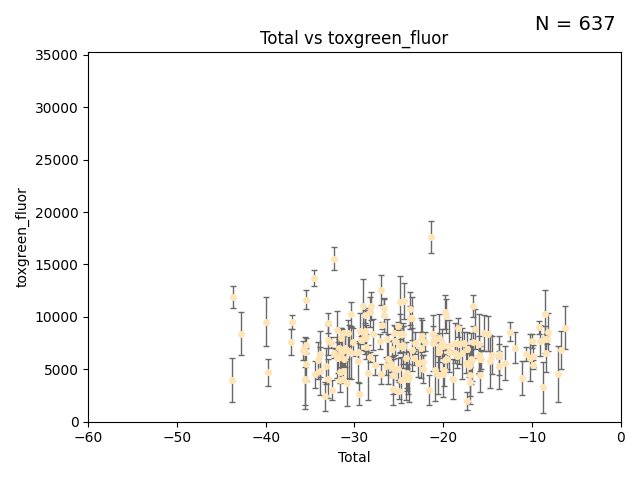 N = 637
Total vs toxgreen_fluor
35000
30000
25000
20000
15000
10000
5000
0
toxgreen_fluor
−60 −50 −40 −30 −20 −10 0
Total